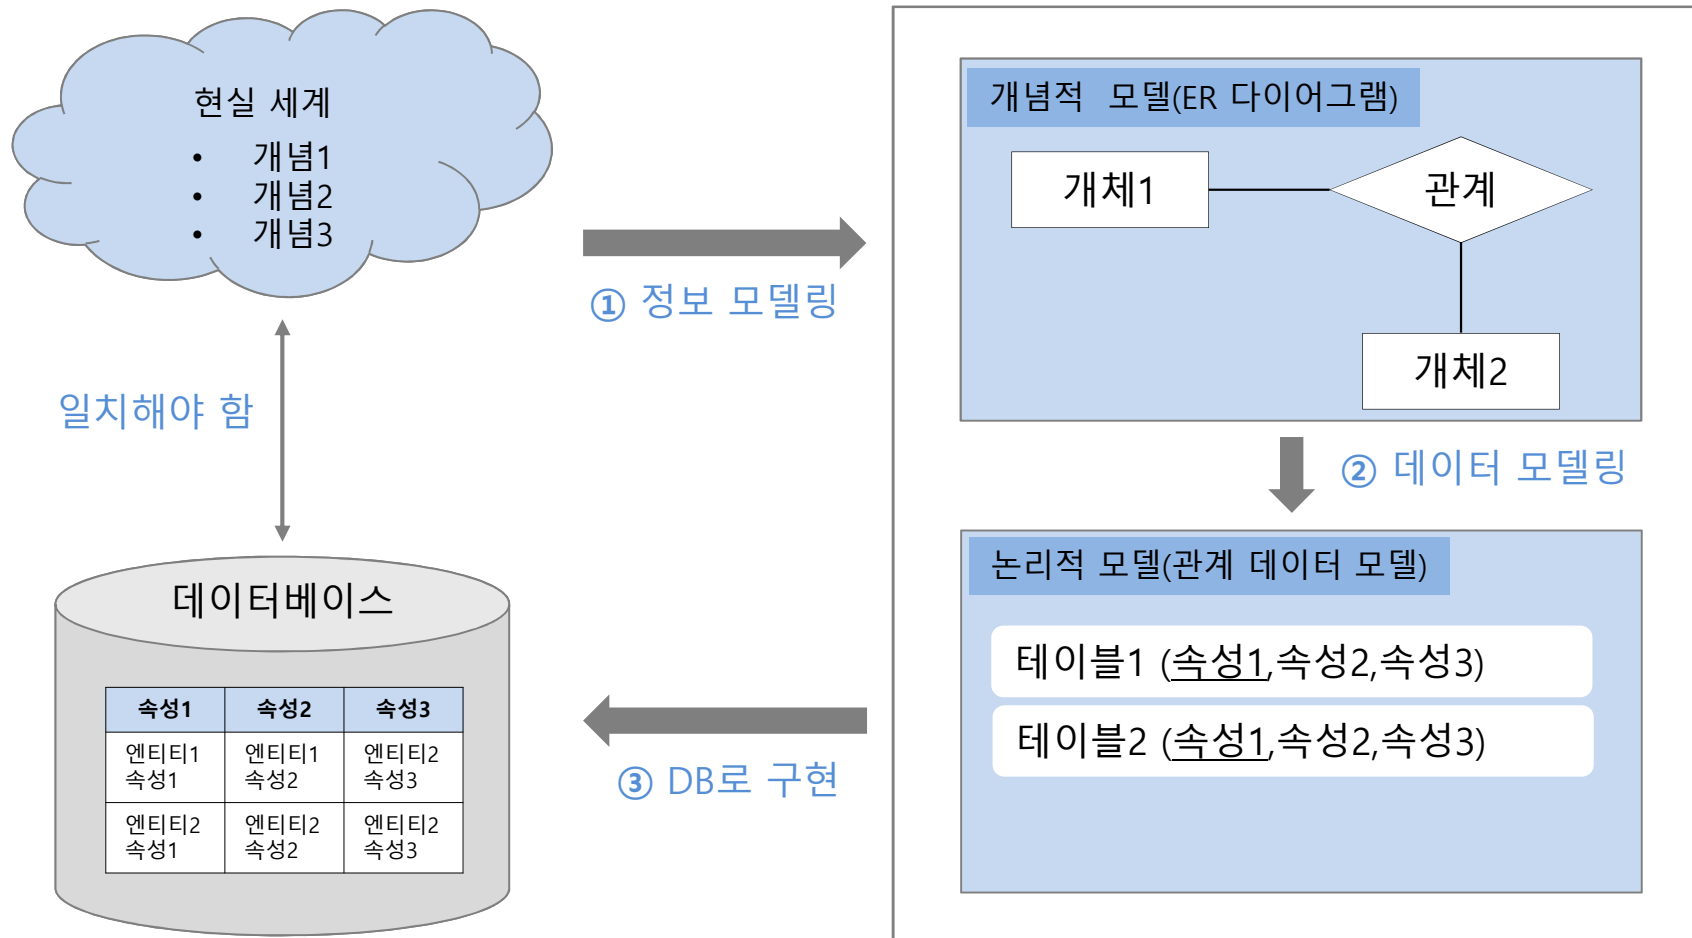 현실 세계
• 개념1
• 개념2
• 개념3
① 정보 모델링
개념적 모델(ER 다이어그램)
개체1
관계
개체2
② 데이터 모델링
논리적 모델(관계 데이터 모델)
테이블1 (속성1,속성2,속성3)
테이블2 (속성1,속성2,속성3)
③ DB로 구현
일치해야 함
데이터베이스
속성1 속성2 속성3
엔티티1 엔티티1 엔티티2
속성1 속성2 속성3
엔티티2 엔티티2 엔티티2
속성1 속성2 속성3